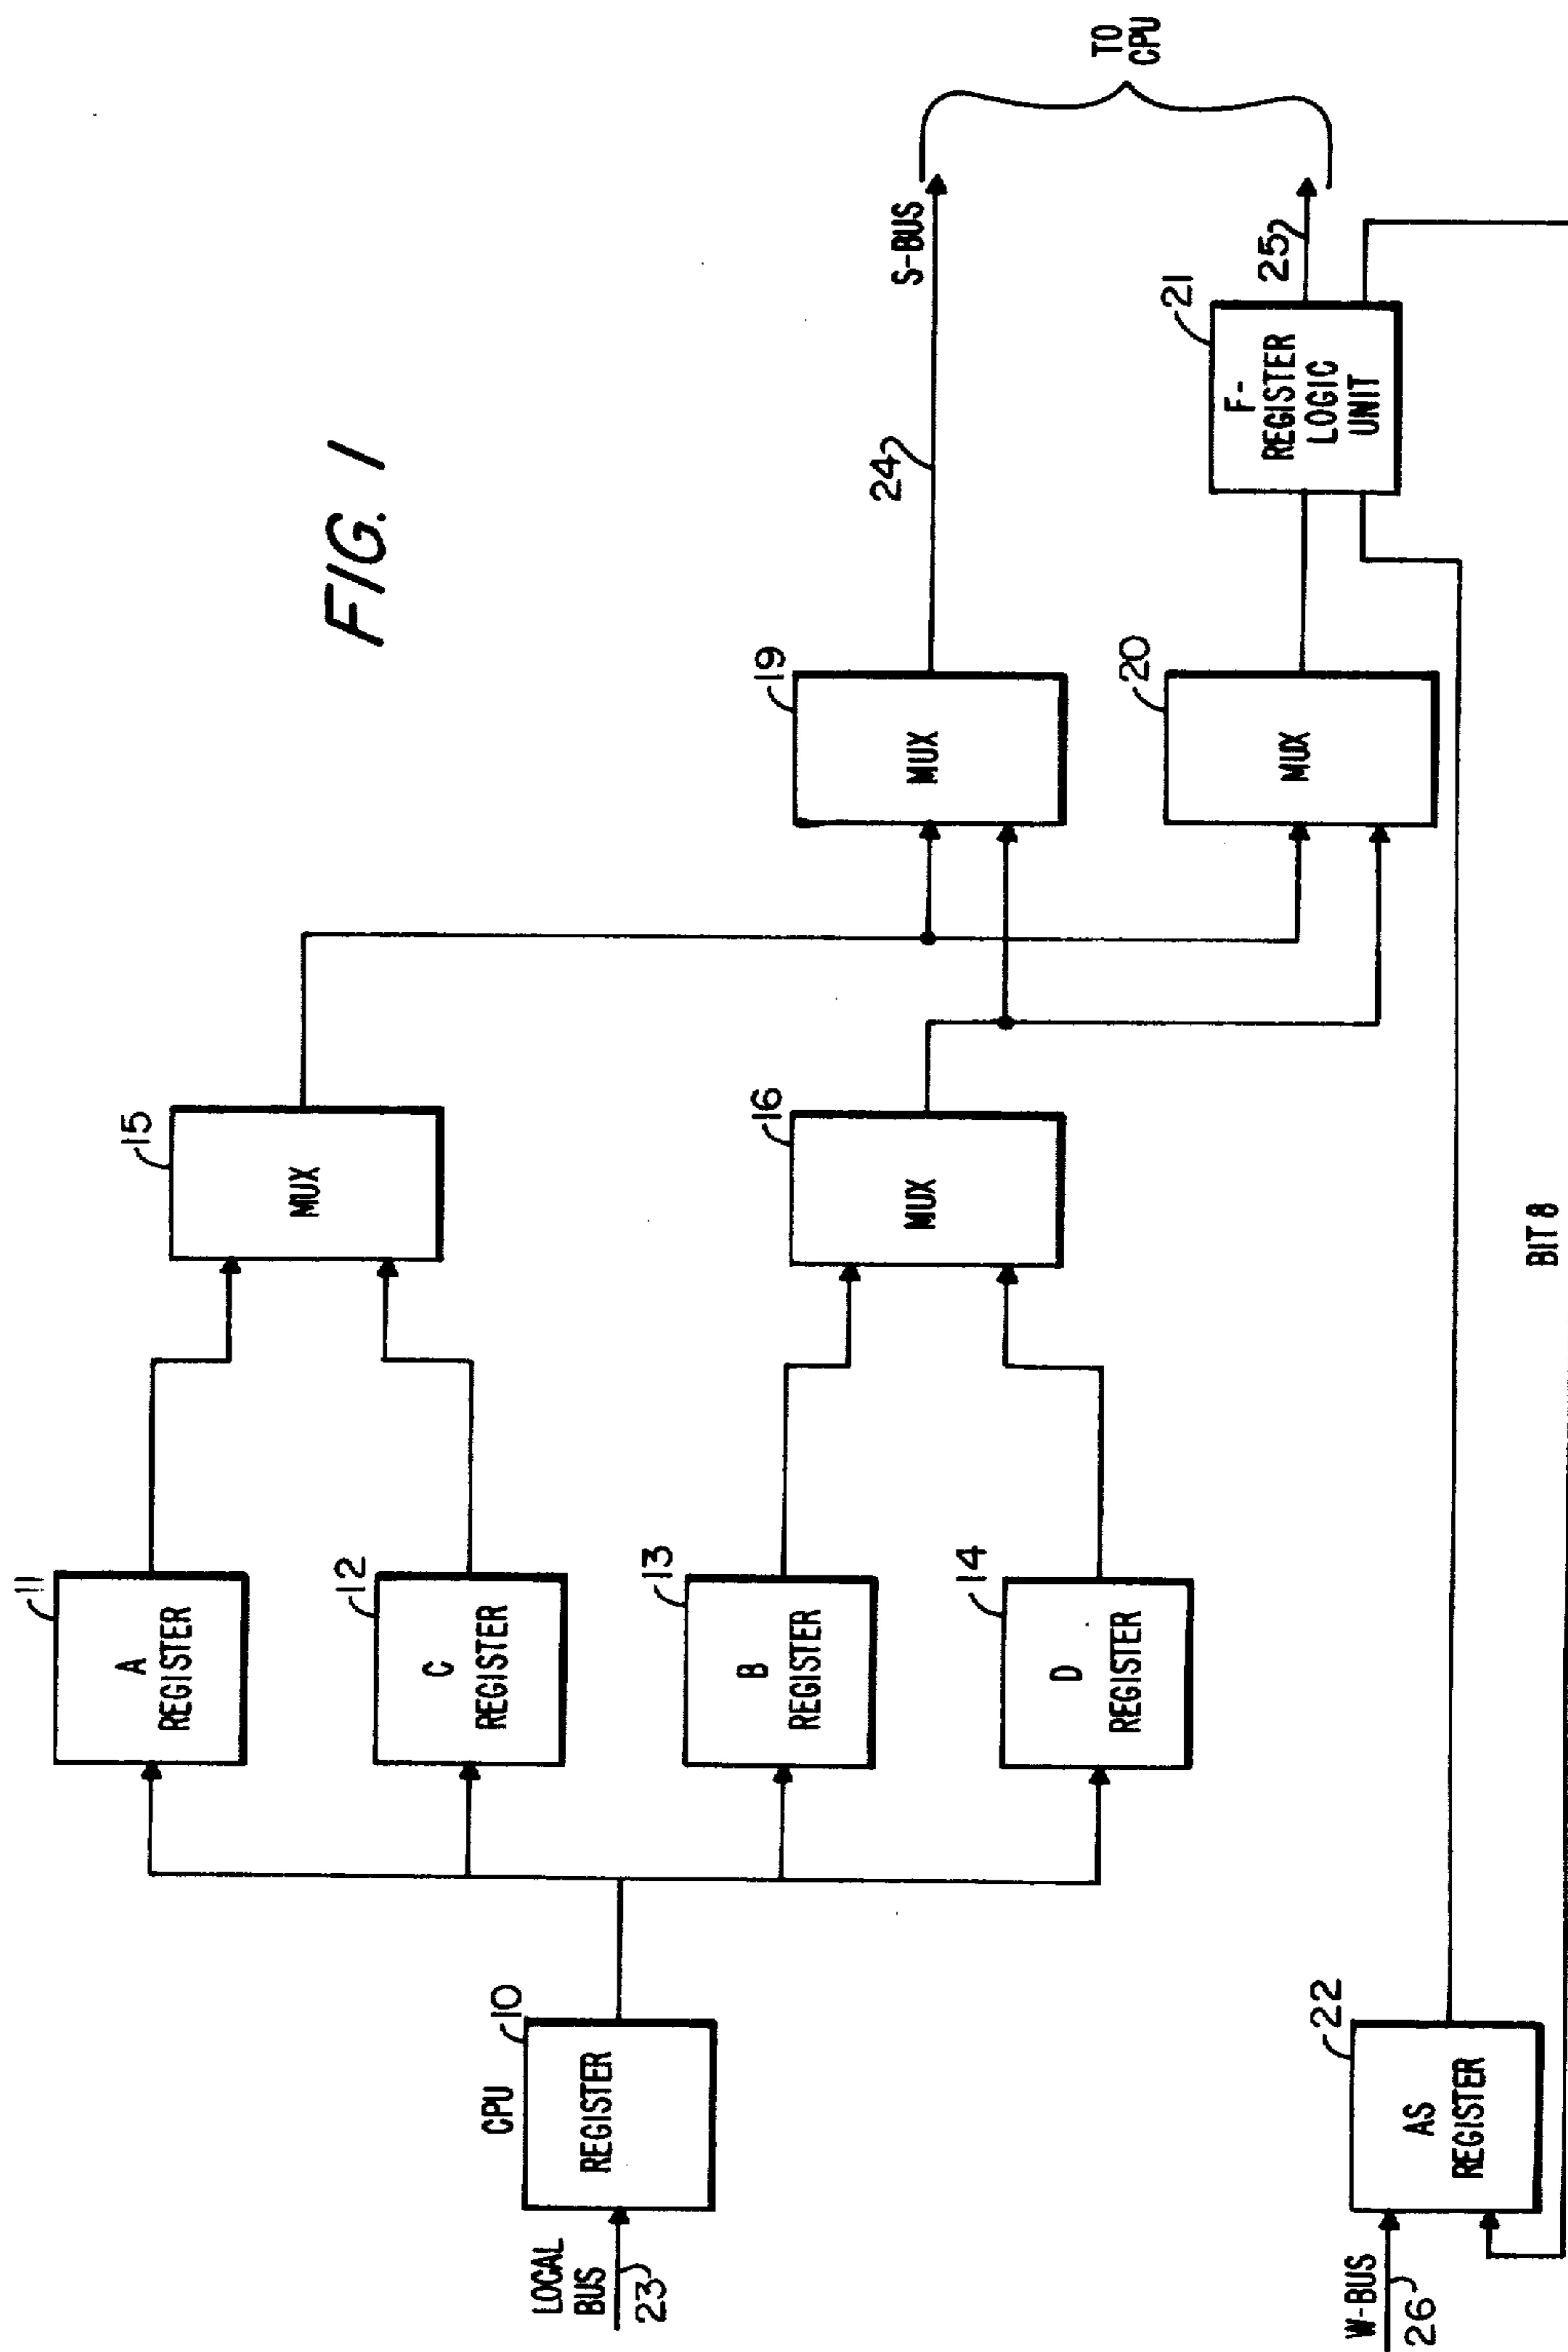 FIG. 1
11
A
REGISTER
12
C
REGISTER
13
B
REGISTER
14
D
REGISTER
CPU
10
REGISTER
LOCAL
BUS
23
15
MUX
16
MUX
19
MUX
20
MUX
24
S-BUS
21
F-
REGISTER
LOGIC
UNIT
25
TO
CPU
22
AS
REGISTER
W-BUS
26
BIT 8